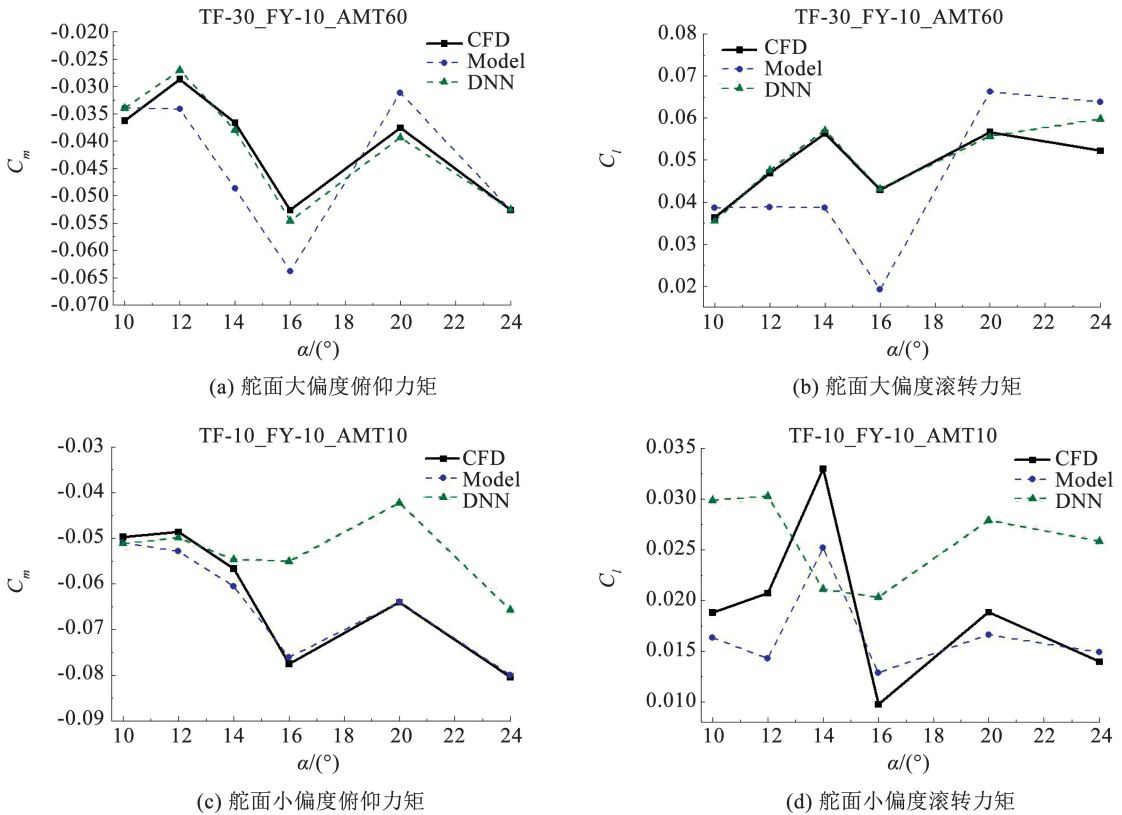 TF-30_FY-10_AMT60
-0.020
-0.025
-0.030
-0.035
-0.040
-0.045
-0.050
-0.055
-0.060
-0.065
-0.070
Cm
CFD
Model
DNN
10 12 14 16 18 20 22 24
α/(°)
(a) 舵面大偏度俯仰力矩
TF-30_FY-10_AMT60
0.08
0.07
0.06
0.05
0.04
0.03
0.02
Cl
CFD
Model
DNN
10 12 14 16 18 20 22 24
α/(°)
(b) 舵面大偏度滚转力矩
TF-10_FY-10_AMT10
-0.03
-0.04
-0.05
-0.06
-0.07
-0.08
-0.09
Cm
CFD
Model
DNN
10 12 14 16 18 20 22 24
α/(°)
(c) 舵面小偏度俯仰力矩
TF-10_FY-10_AMT10
0.035
0.030
0.025
0.020
0.015
0.010
Cl
CFD
Model
DNN
10 12 14 16 18 20 22 24
α/(°)
(d) 舵面小偏度滚转力矩